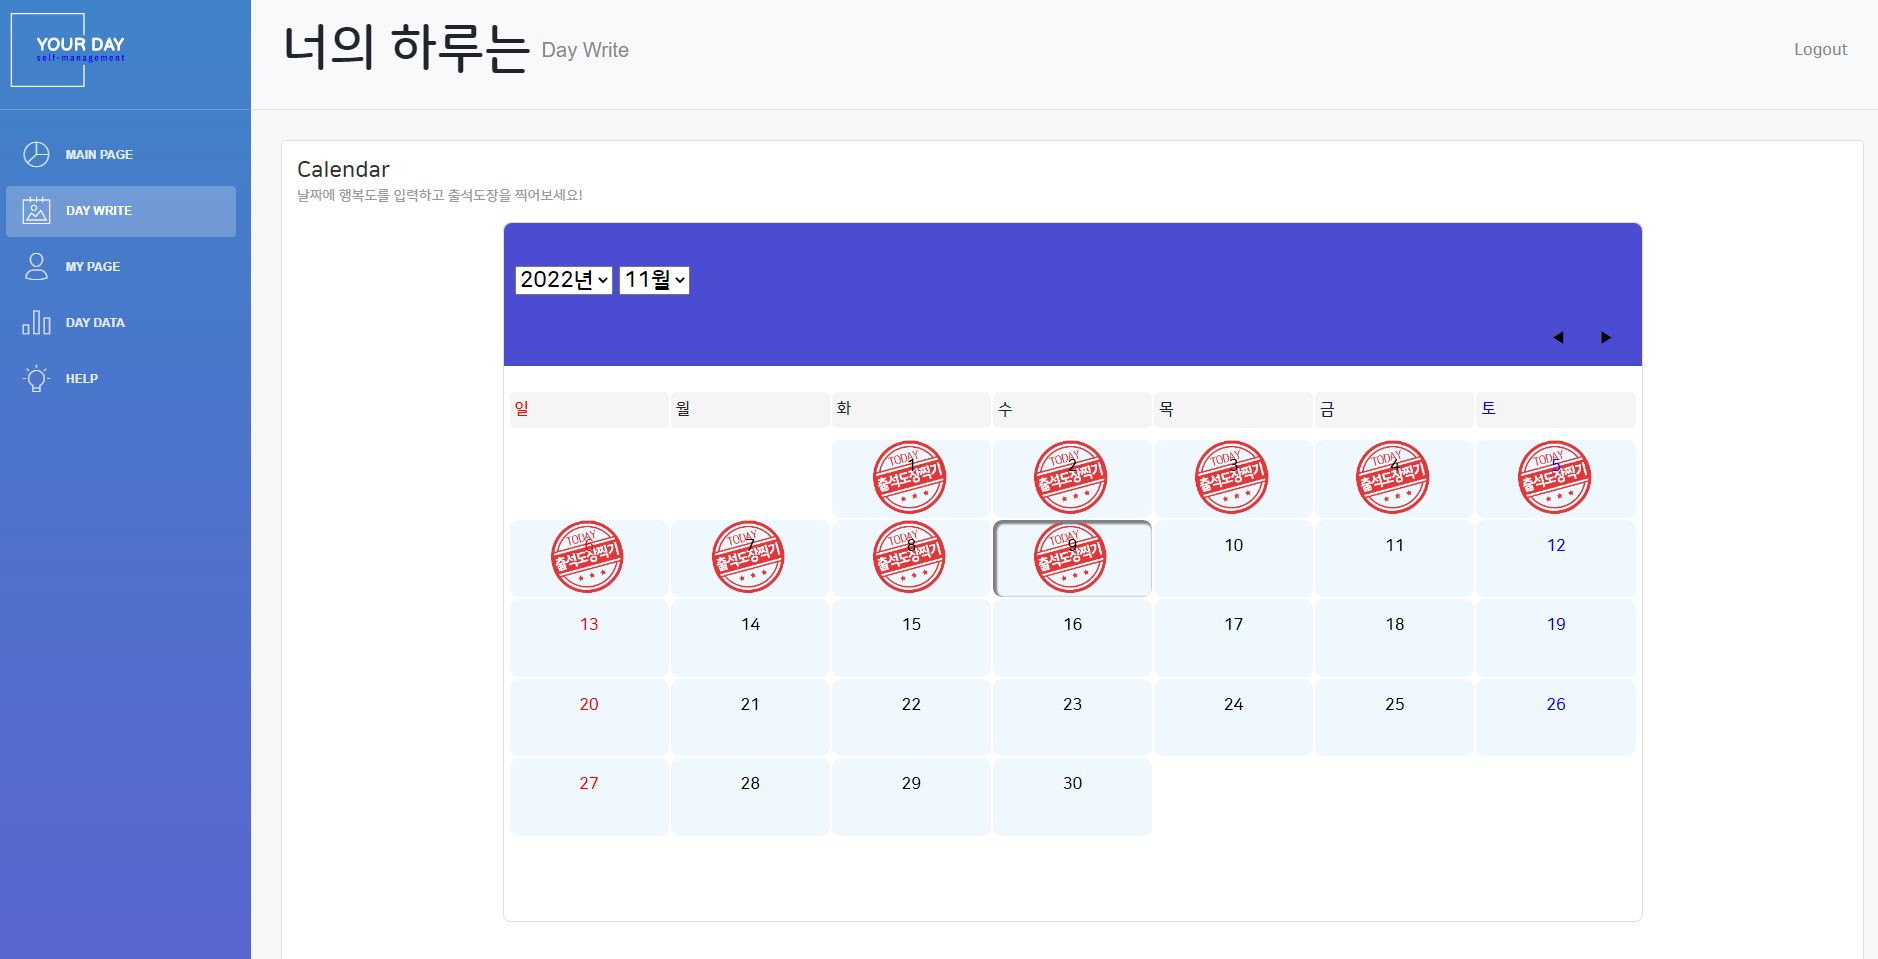 YOUR DAY
self-management
너의 하루는 Day Write
Logout
MAIN PAGE
DAY WRITE
MY PAGE
DAY DATA
HELP
Calendar
날짜에 행복도를 입력하고 출석도장을 찍어보세요!
2022년 11월
◀ ▶
일 월 화 수 목 금 토
1 2 3 4 5
TODAY TODAY TODAY TODAY TODAY
출석도장찍기 출석도장찍기 출석도장찍기 출석도장찍기 출석도장찍기
6 7 8 9 10 11 12
TODAY TODAY TODAY TODAY
출석도장찍기 출석도장찍기 출석도장찍기 출석도장찍기
13 14 15 16 17 18 19
20 21 22 23 24 25 26
27 28 29 30